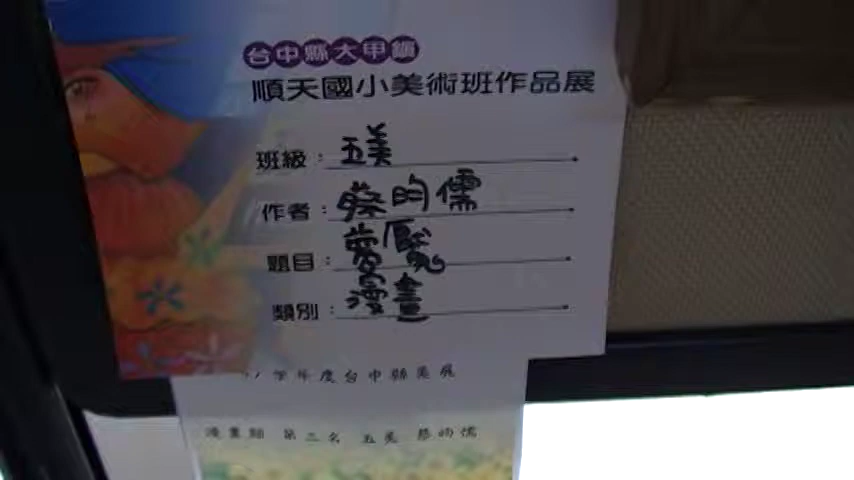 台中縣大甲鎮
順天國小美術班作品展
班級：五美
作者：蔡昀儒
題目：夢魘
類別：漫畫
學年度台中縣美展
漫畫類 第三名 五美 蔡昀儒